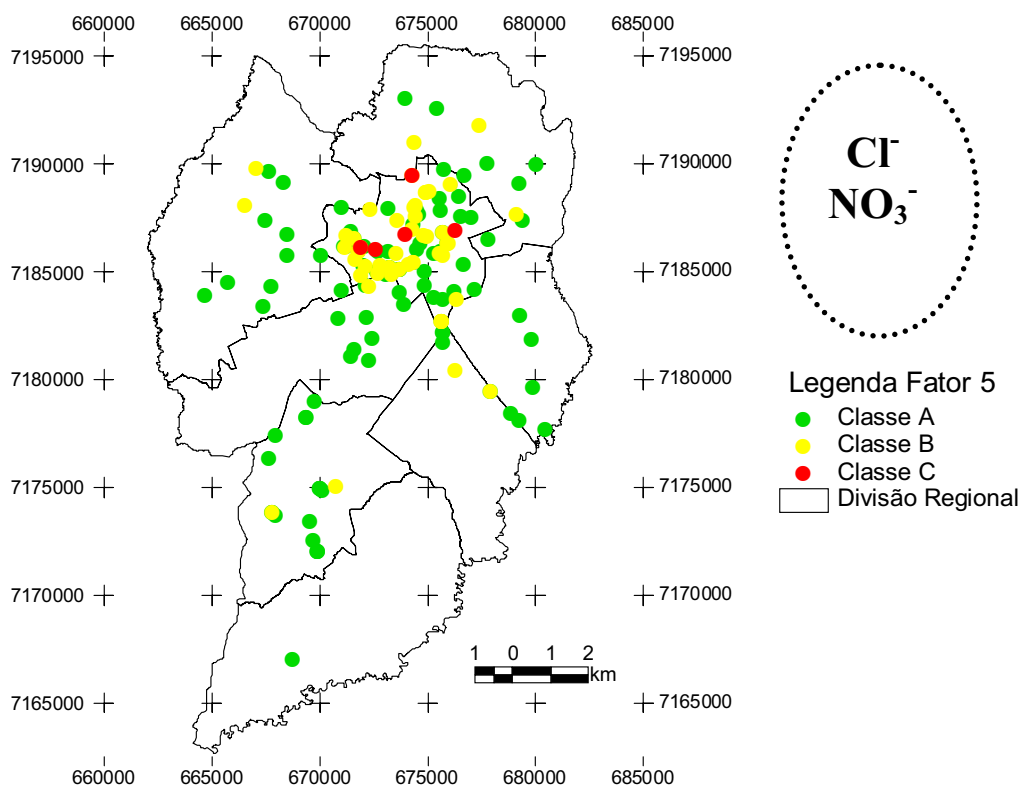 660000 665000 670000 675000 680000 685000
7195000 7195000
7190000 7190000
7185000 7185000
7180000 7180000
7175000 7175000
7170000 7170000
7165000 7165000
1 0 1 2
km
660000 665000 670000 675000 680000 685000
Cl⁻
NO₃⁻
Legenda Fator 5
Classe A
Classe B
Classe C
Divisão Regional